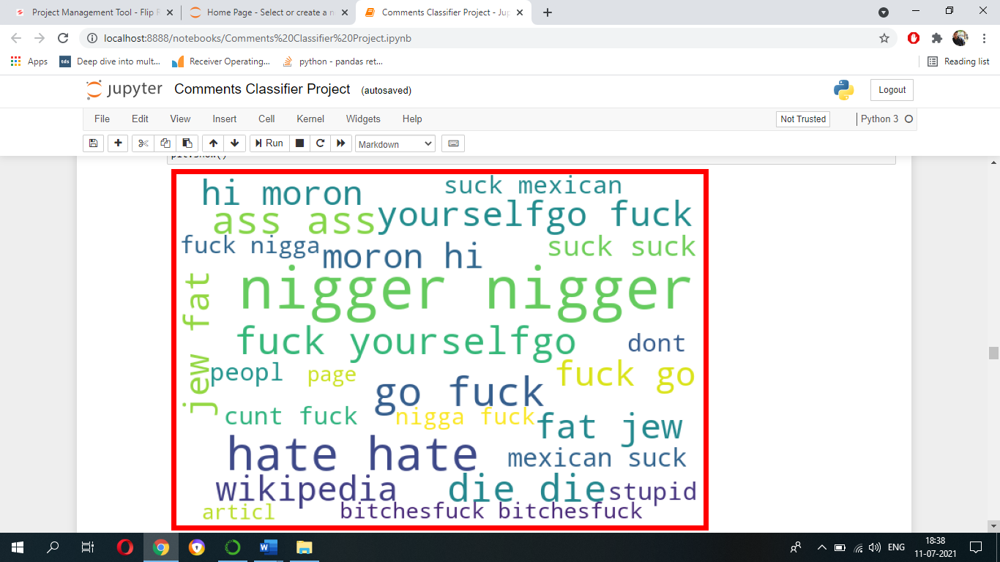 Project Management Tool - Flip R
Home Page - Select or create a n
Comments Classifier Project - Jup
localhost:8888/notebooks/Comments%20Classifier%20Project.ipynb
Apps
tds Deep dive into mult...
Receiver Operating...
python - pandas ret...
Reading list
jupyter Comments Classifier Project (autosaved)
Logout
File Edit View Insert Cell Kernel Widgets Help
Not Trusted
Python 3
Run
Markdown
plt.show()
hi moron
suck mexican
ass ass
yourselfgo fuck
fuck nigga
moron hi
suck suck
nigger nigger
jew fat
fuck yourselfgo
dont
peopl
page
go fuck
fuck go
cunt fuck
nigga fuck
fat jew
hate hate
mexican suck
wikipedia
die die
stupid
articl
bitchesfuck bitchesfuck
ENG
18:38
11-07-2021